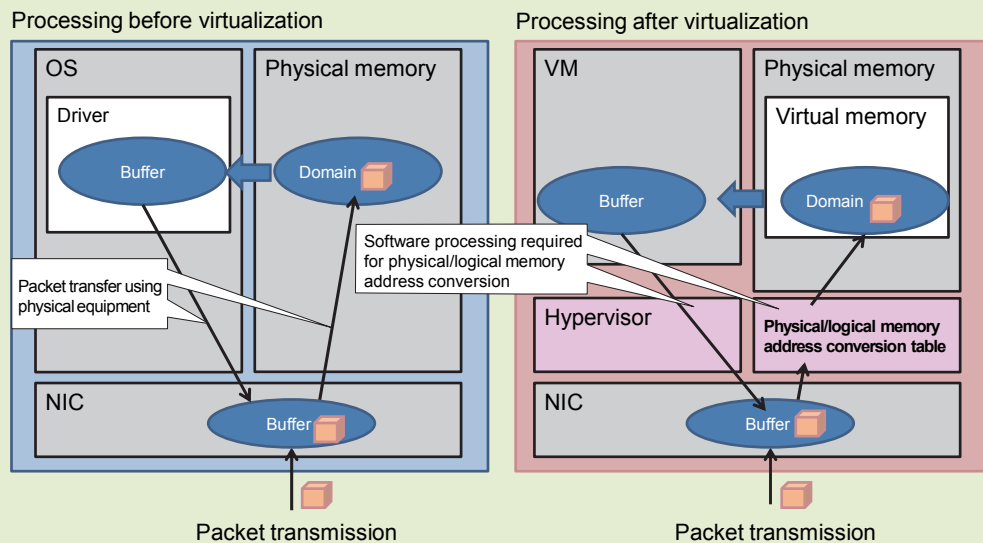 Processing before virtualization
OS
Driver
Buffer
Physical memory
Domain
Packet transfer using
physical equipment
NIC
Buffer
Packet transmission
Processing after virtualization
VM
Buffer
Physical memory
Virtual memory
Domain
Software processing required
for physical/logical memory
address conversion
Hypervisor
Physical/logical memory
address conversion table
NIC
Buffer
Packet transmission